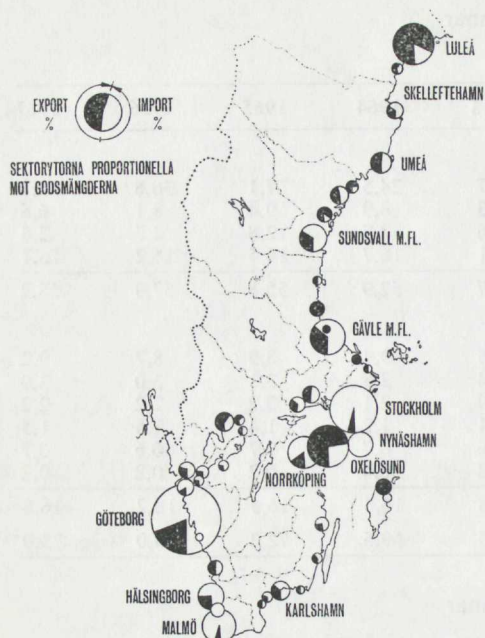 EXPORT IMPORT
% %
SEKTORYTORNA PROPORTIONELLA
MOT GODSMÄNGDERNA
LULEÅ
SKELLEFTEHAMN
UMEÅ
SUNDSVALL M.FL.
GÄVLE M.FL.
STOCKHOLM
NYNÄSHAMN
OXELÖSUND
NORRKÖPING
GÖTEBORG
HÄLSINGBORG
KARLSHAMN
MALMÖ